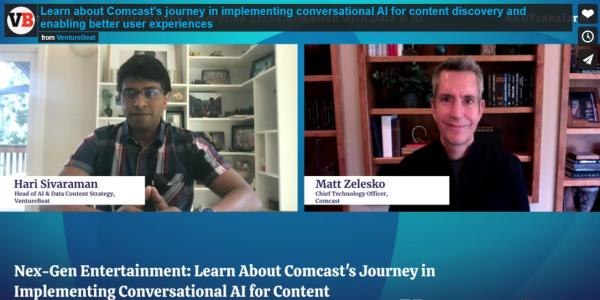 VB
Learn about Comcast's journey in implementing conversational AI for content discovery and
enabling better user experiences
from VentureBeat
Hari Sivaraman
Head of AI & Data Content Strategy,
VentureBeat
Matt Zelesko
Chief Technology Officer,
Comcast
Nex-Gen Entertainment: Learn About Comcast's Journey in
Implementing Conversational AI for Content